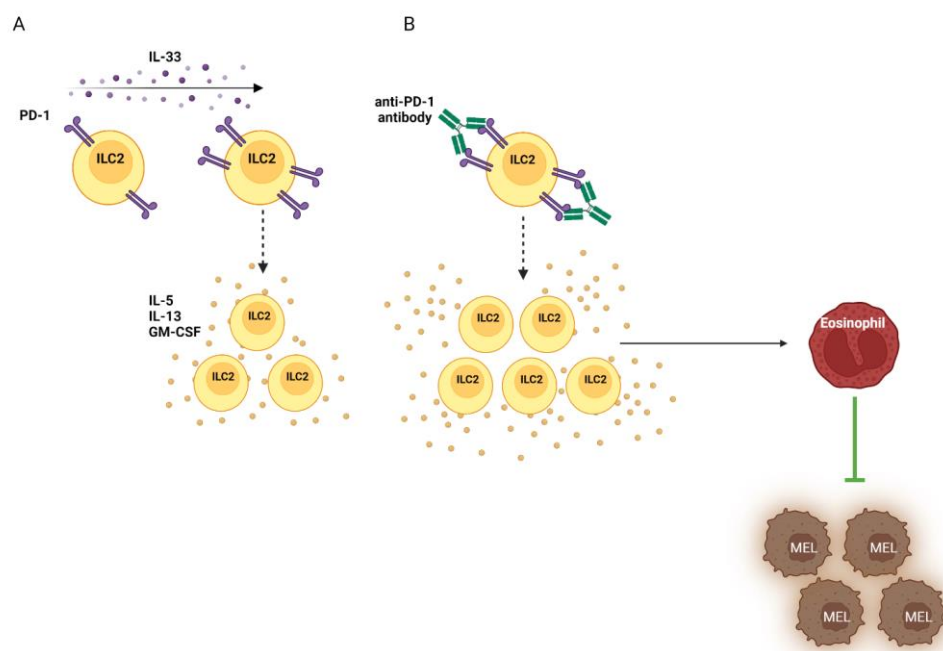 A
IL-33
PD-1
ILC2
ILC2
IL-5
IL-13
GM-CSF
ILC2
ILC2
ILC2
B
anti-PD-1
antibody
ILC2
ILC2
ILC2
ILC2
ILC2
ILC2
Eosinophil
MEL
MEL
MEL
MEL